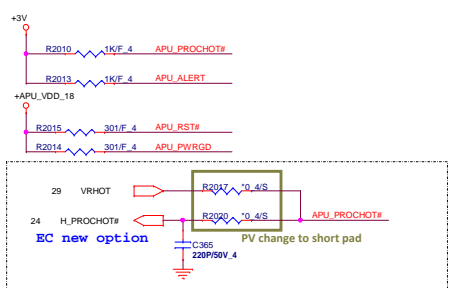 +3V
R2010 1K/F_4 APU_PROCHOT#
R2013 1K/F_4 APU_ALERT
+APU_VDD_18
R2015 301/F_4 APU_RST#
R2014 301/F_4 APU_PWRGD
29 VRHOT R2017 *0_4/S
24 H_PROCHOT# R2020 *0_4/S APU_PROCHOT#
EC new option PV change to short pad
C365
220P/50V_4